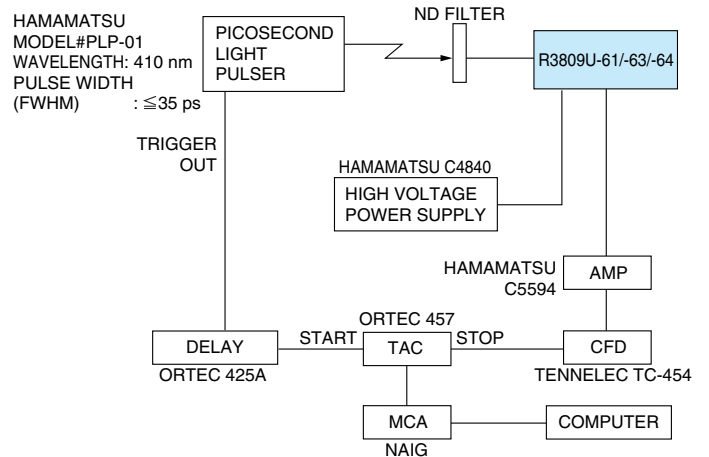 HAMAMATSU
MODEL#PLP-01
WAVELENGTH: 410 nm
PULSE WIDTH
(FWHM) : ≦35 ps
PICOSECOND
LIGHT
PULSER
ND FILTER
R3809U-61/-63/-64
TRIGGER
OUT
HAMAMATSU C4840
HIGH VOLTAGE
POWER SUPPLY
HAMAMATSU
C5594
AMP
DELAY
ORTEC 425A
START
ORTEC 457
TAC
STOP
CFD
TENNELEC TC-454
MCA
NAIG
COMPUTER